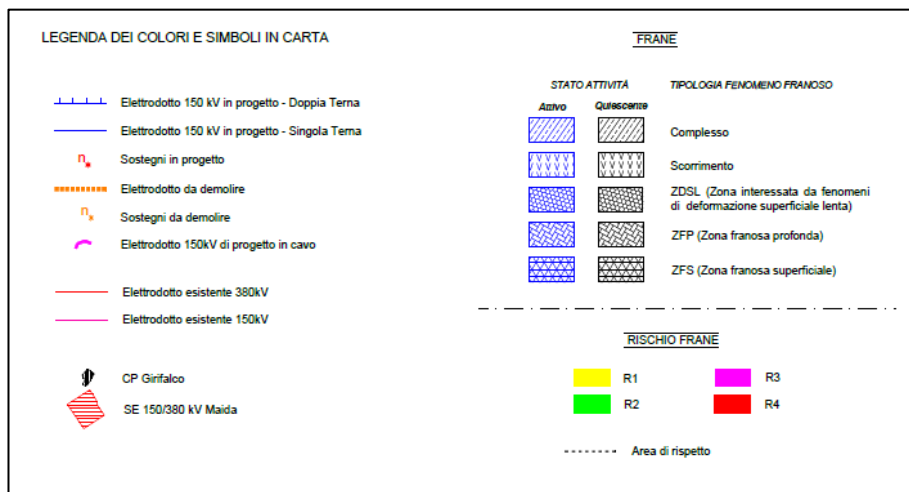 LEGENDA DEI COLORI E SIMBOLI IN CARTA
Elettrodotto 150 kV in progetto - Doppia Terna
Elettrodotto 150 kV in progetto - Singola Terna
n* Sostegni in progetto
Elettrodotto da demolire
n* Sostegni da demolire
Elettrodotto 150kV di progetto in cavo
Elettrodotto esistente 380kV
Elettrodotto esistente 150kV
CP Girifalco
SE 150/380 kV Maida
FRANE
STATO ATTIVITÀ TIPOLOGIA FENOMENO FRANOSO
Attivo Quiescente
Complesso
Scorrimento
ZDSL (Zona interessata da fenomeni
di deformazione superficiale lenta)
ZFP (Zona franosa profonda)
ZFS (Zona franosa superficiale)
RISCHIO FRANE
R1 R3
R2 R4
Area di rispetto